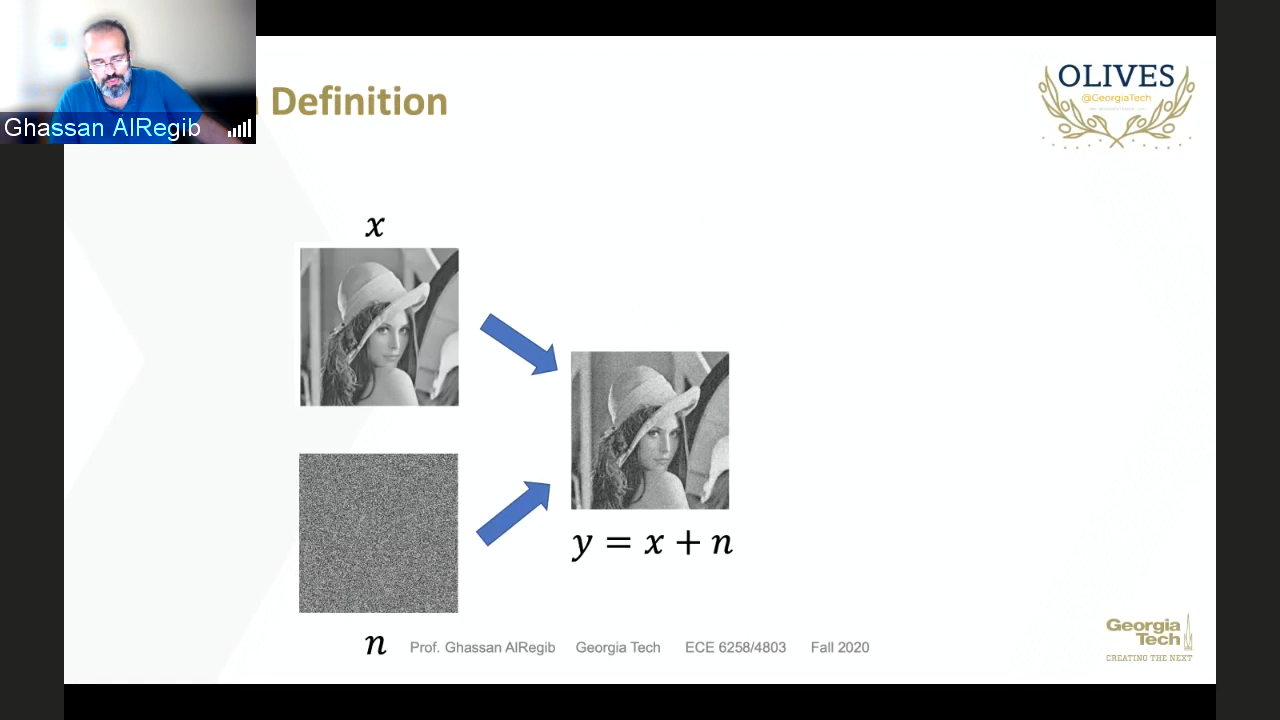 Ghassan AlRegib
Definition
OLIVES
@GeorgiaTech
x
y = x + n
n
Prof. Ghassan AlRegib Georgia Tech ECE 6258/4803 Fall 2020
Georgia
Tech
CREATING THE NEXT